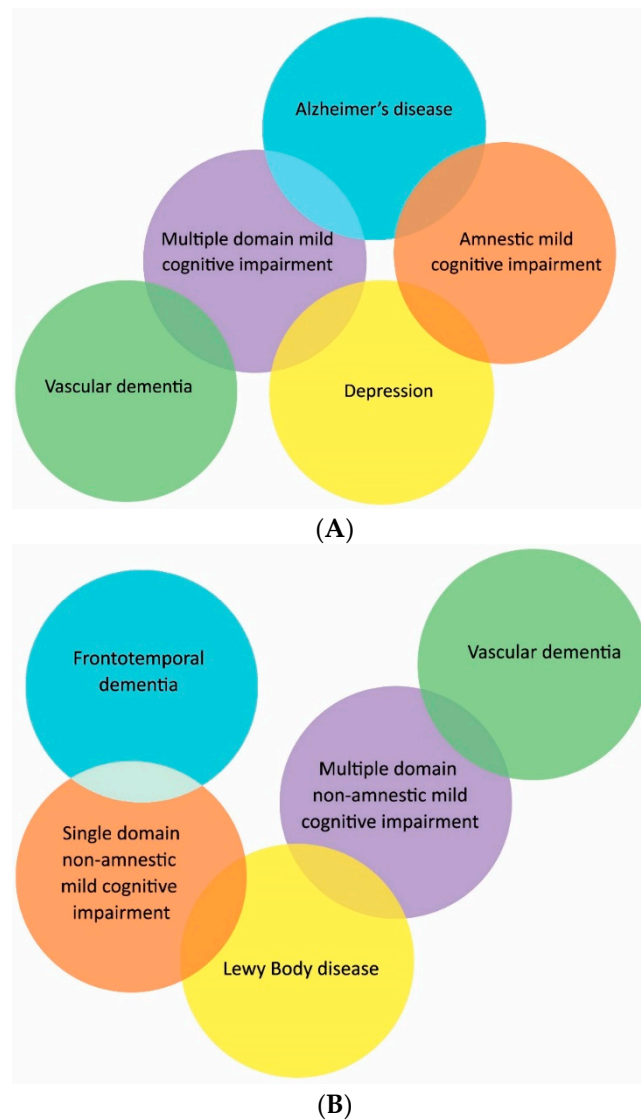 Alzheimer's disease
Multiple domain mild
cognitive impairment
Amnestic mild
cognitive impairment
Vascular dementia
Depression
(A)
Frontotemporal
dementia
Vascular dementia
Multiple domain
non-amnestic mild
cognitive impairment
Single domain
non-amnestic
mild cognitive
impairment
Lewy Body disease
(B)